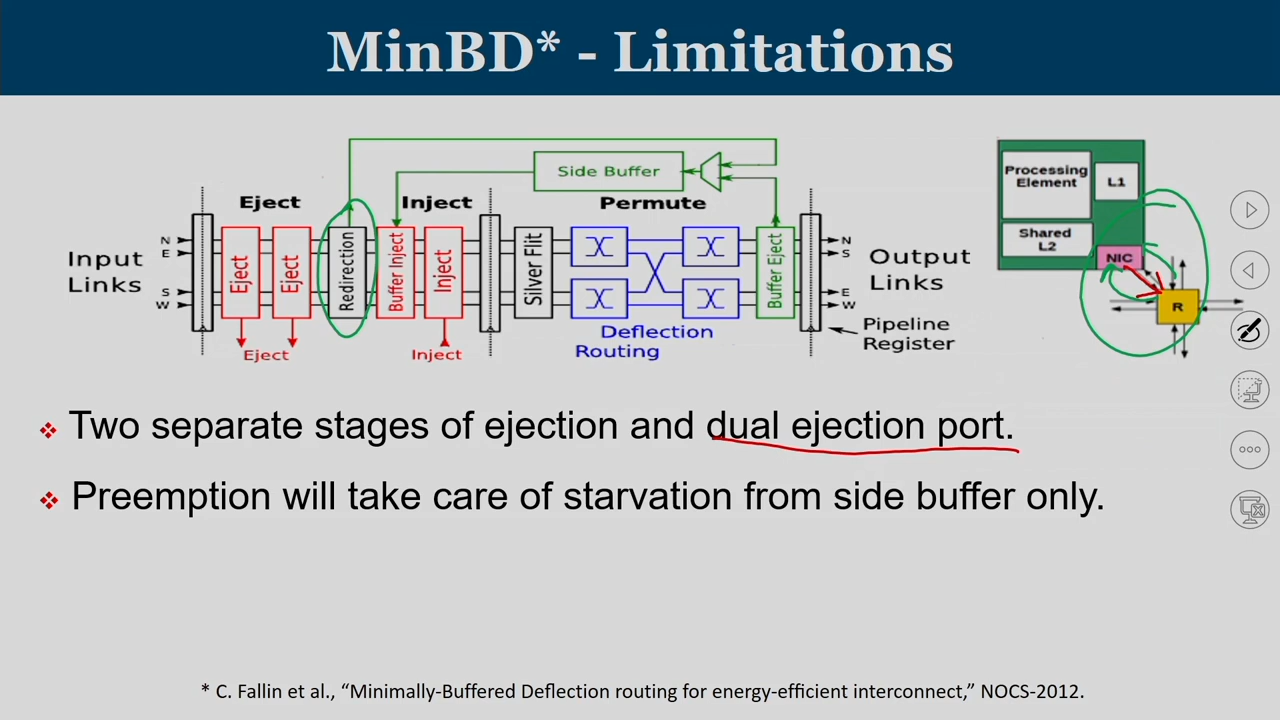 MinBD* - Limitations
Side Buffer
Eject
Inject
Permute
Input
Links
N
E
S
W
Eject
Eject
Redirection
Buffer Inject
Inject
Silver Flit
Buffer Eject
N
S
E
W
Output
Links
Eject
Inject
Deflection
Routing
Pipeline
Register
Processing
Element
L1
Shared
L2
NIC
R
❖ Two separate stages of ejection and dual ejection port.
❖ Preemption will take care of starvation from side buffer only.
* C. Fallin et al., “Minimally-Buffered Deflection routing for energy-efficient interconnect,” NOCS-2012.